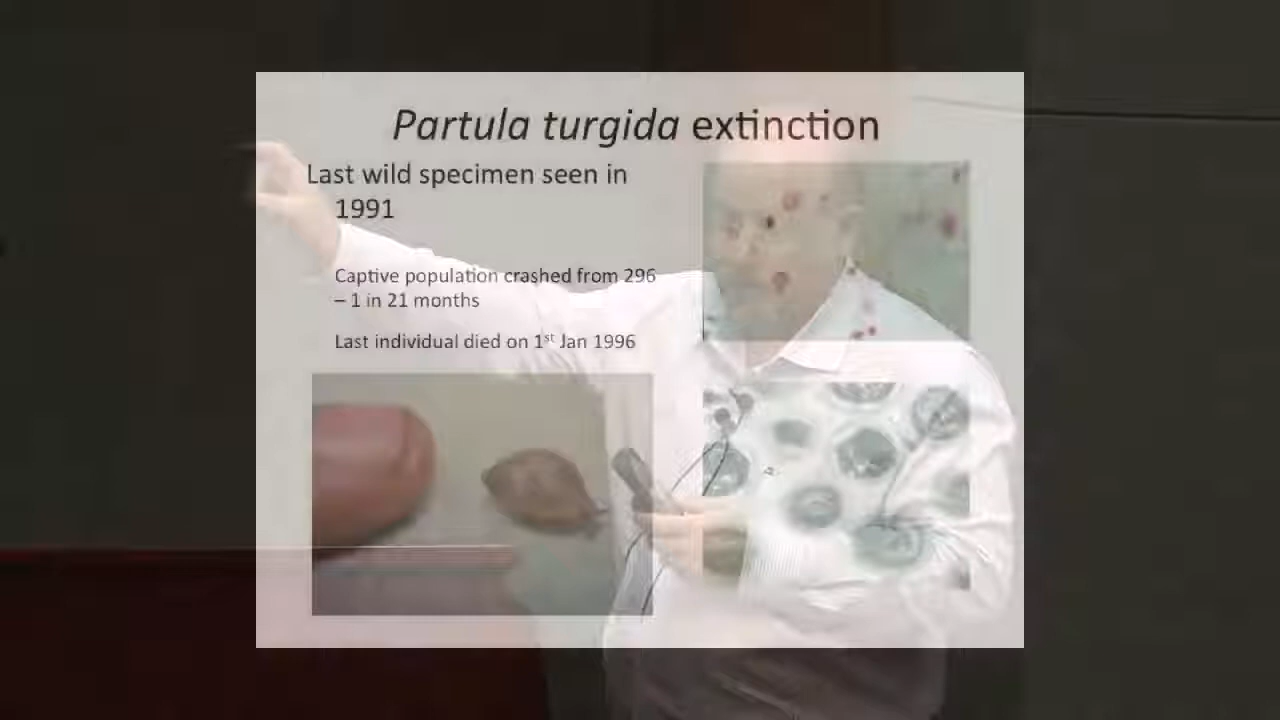 Partula turgida extinction
Last wild specimen seen in
1991
Captive population crashed from 296
– 1 in 21 months
Last individual died on 1st Jan 1996